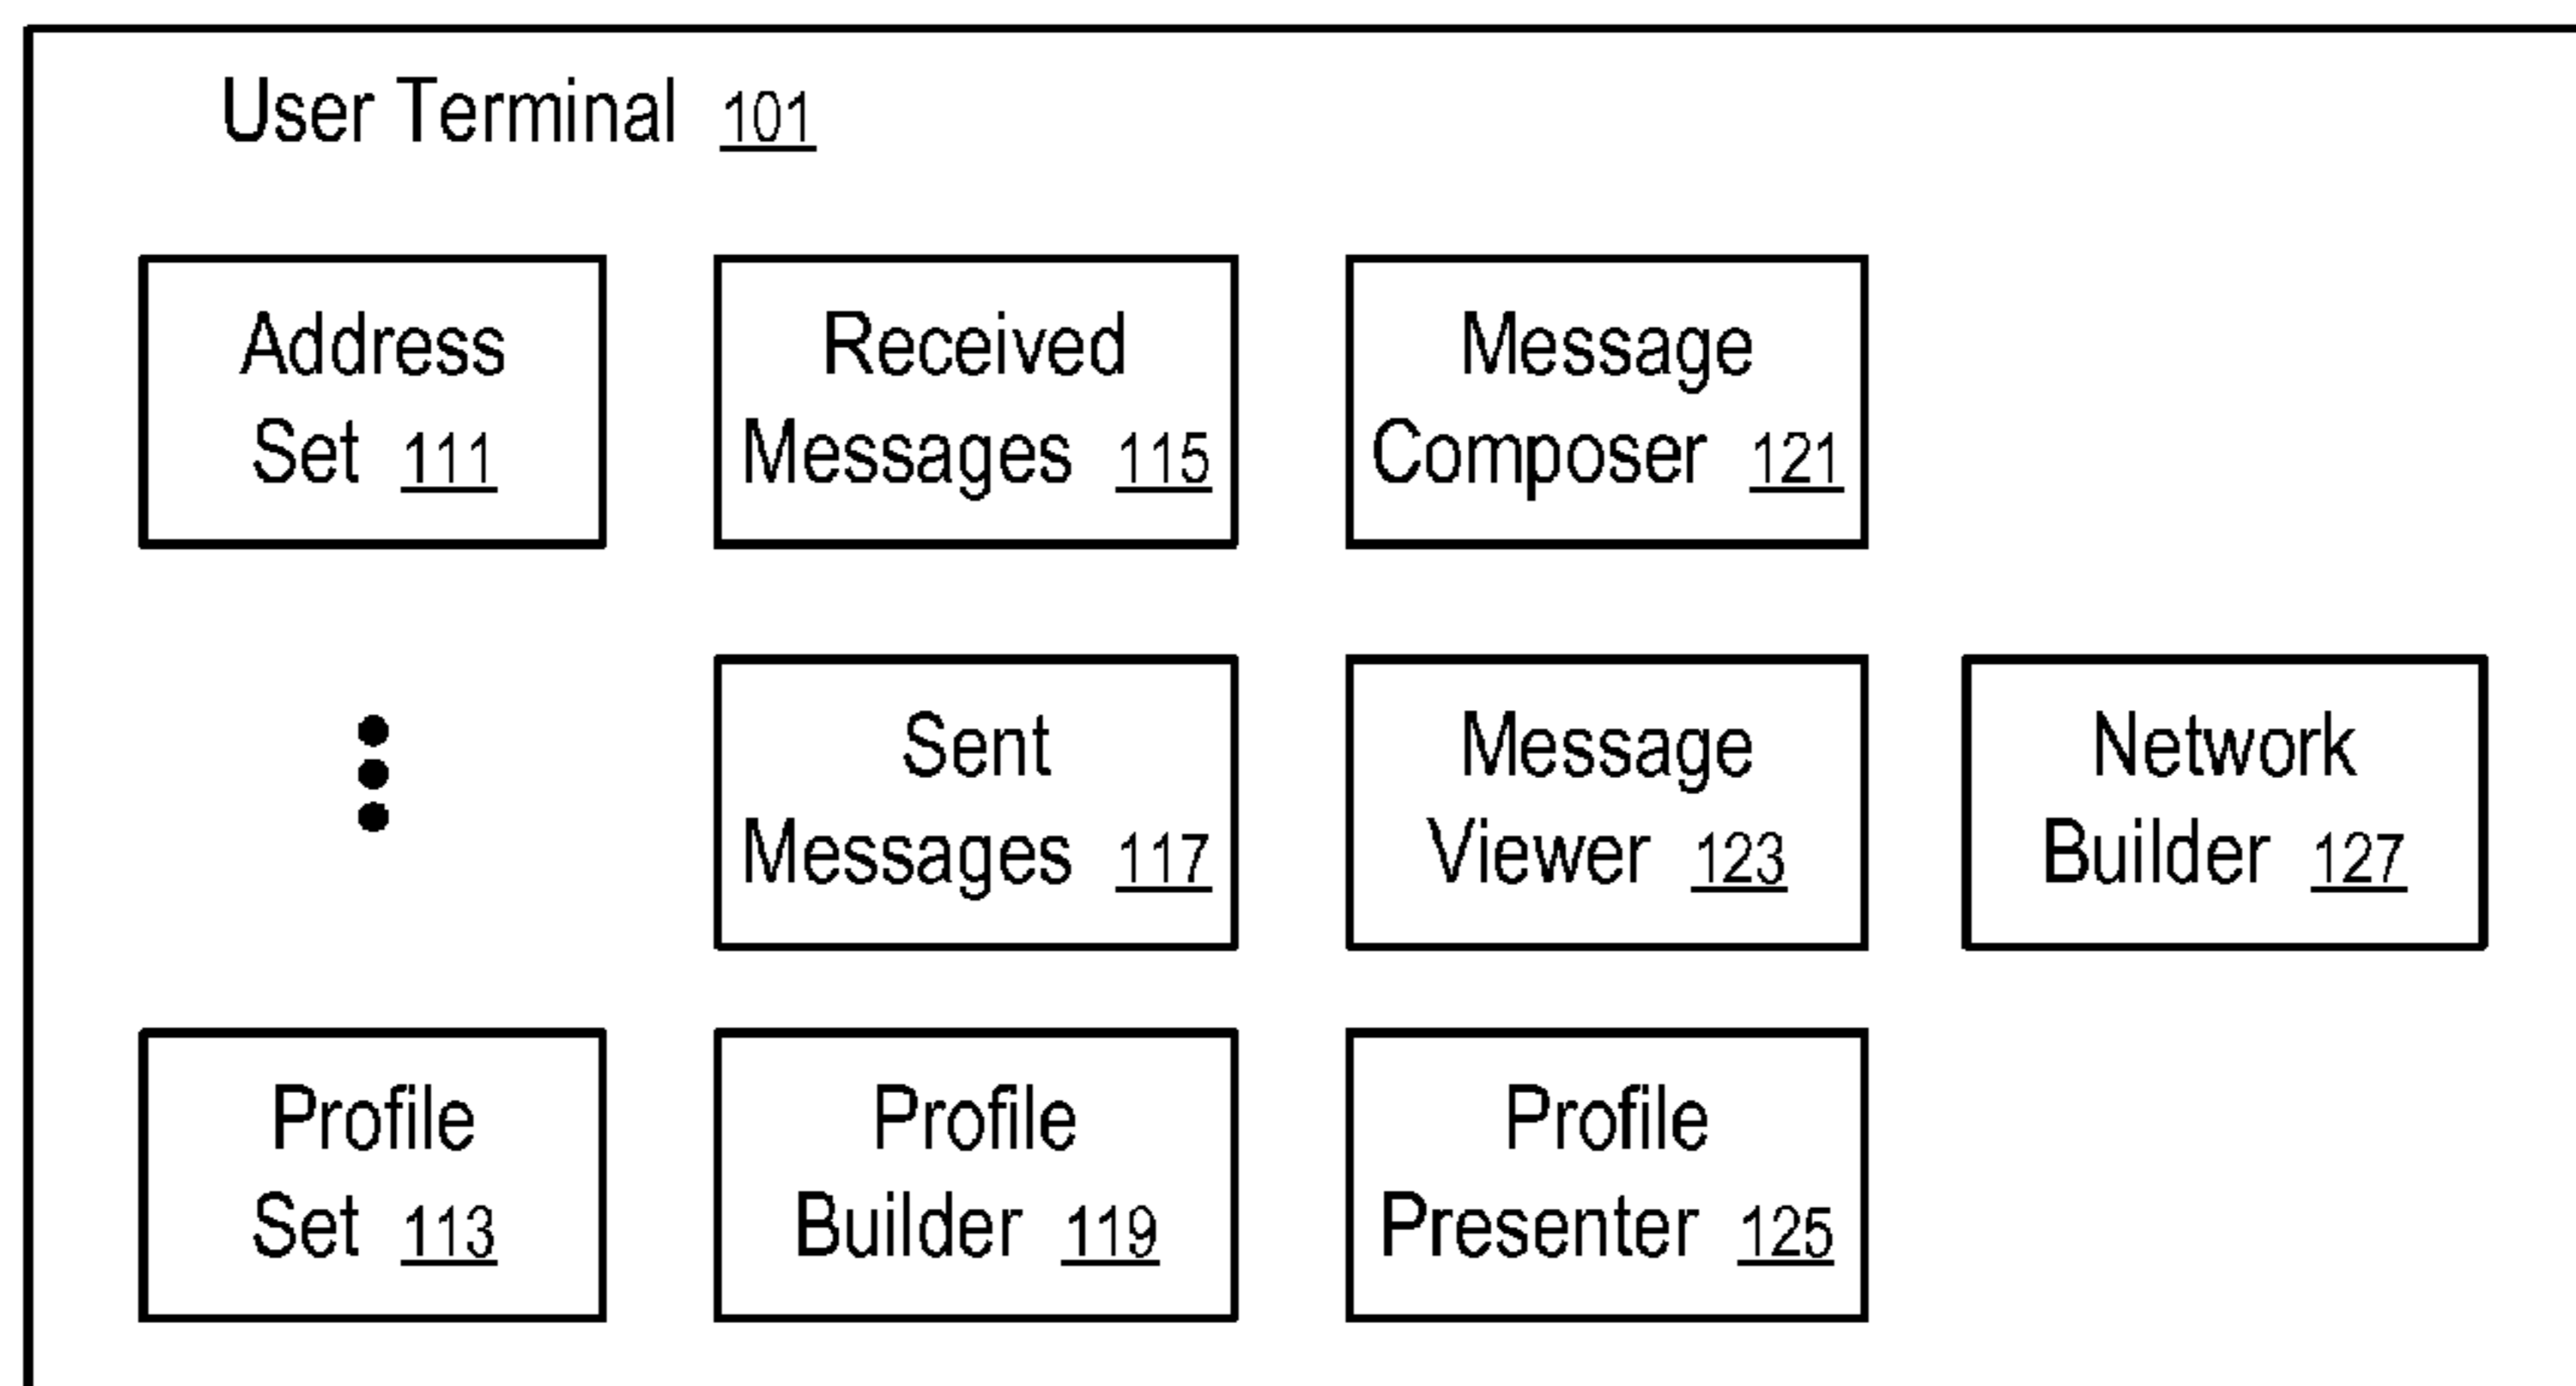 User Terminal 101
Address
Set 111
Received
Messages 115
Message
Composer 121
Sent
Messages 117
Message
Viewer 123
Network
Builder 127
Profile
Set 113
Profile
Builder 119
Profile
Presenter 125